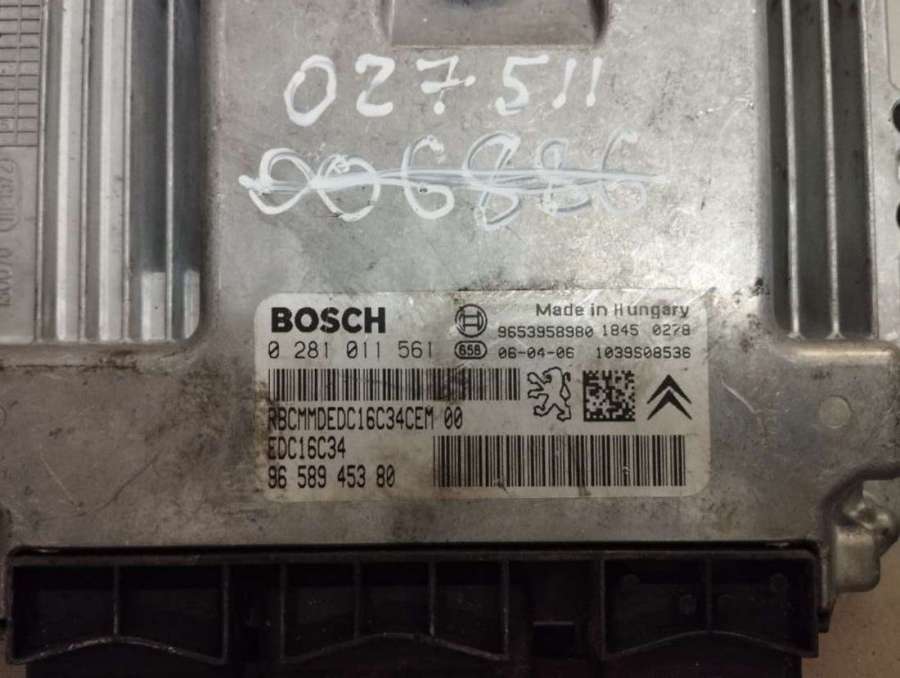 027511
006886
BOSCH
Made in Hungary
9653958980 1845 0278
0 281 011 561 658 06-04-06 1039S08536
RBCMMDEDC16C34CEM 00
EDC16C34
96 589 453 80